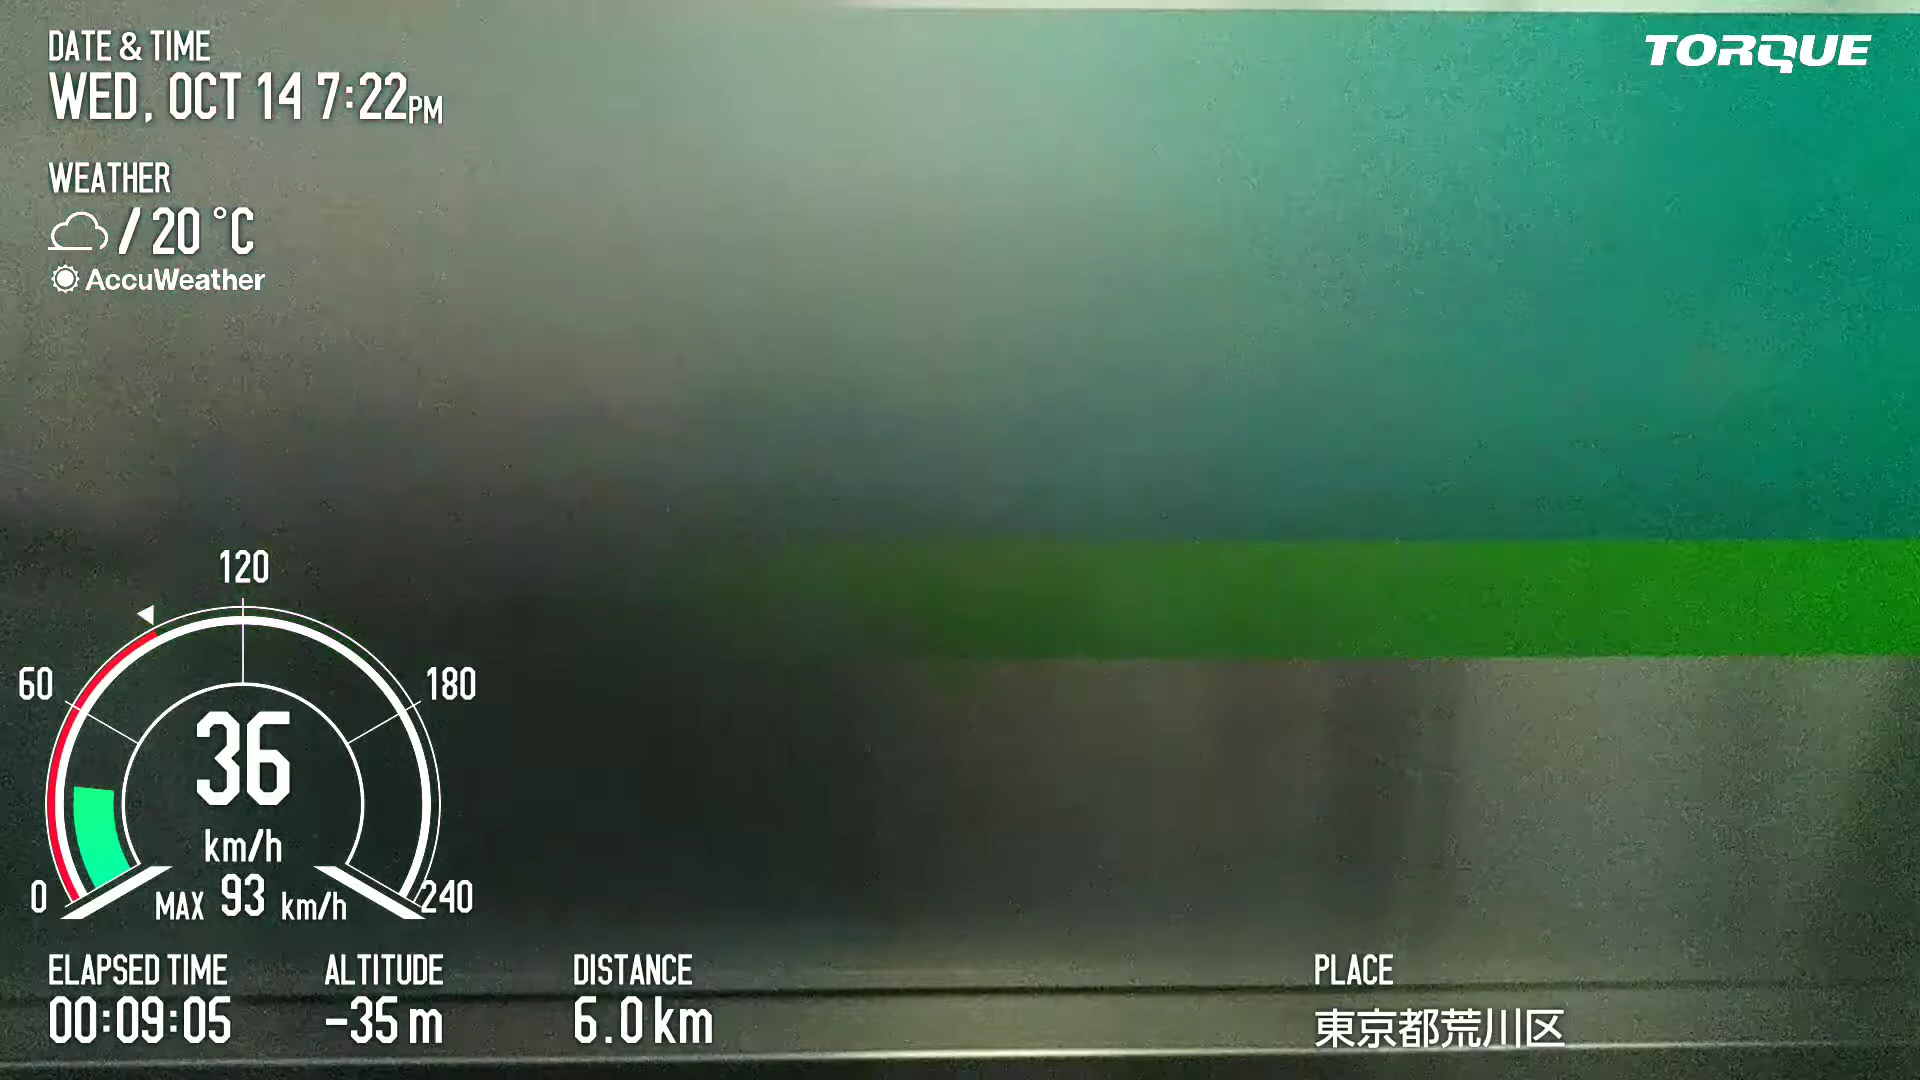 DATE & TIME
WED, OCT 14 7:22PM
TORQUE
WEATHER
/ 20 °C
AccuWeather
120
60
180
36
km/h
0
MAX 93 km/h
240
ELAPSED TIME
00:09:05
ALTITUDE
-35 m
DISTANCE
6.0 km
PLACE
東京都荒川区